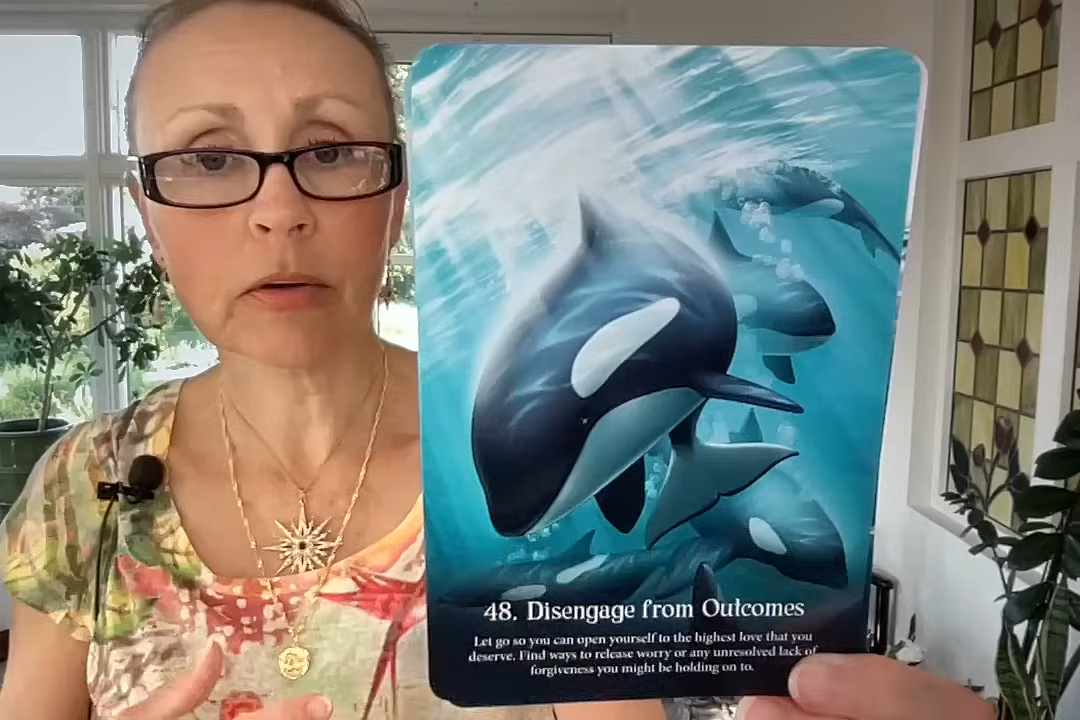 48. Disengage from Outcomes
Let go so you can open yourself to the highest love that you
deserve. Find ways to release worry or any unresolved lack of
forgiveness you might be holding on to.